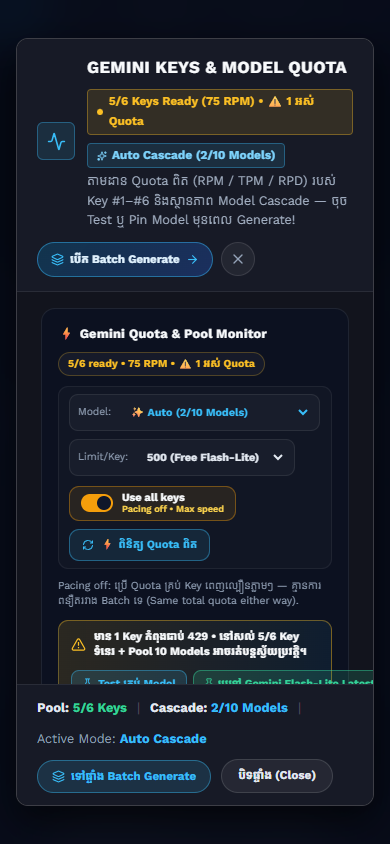 GEMINI KEYS & MODEL QUOTA
5/6 Keys Ready (75 RPM) • ⚠️ 1 អស់
Quota
Auto Cascade (2/10 Models)
តាមដាន Quota ពិត (RPM / TPM / RPD) របស់
Key #1–#6 និងស្ថានភាព Model Cascade — ចុច
Test ឬ Pin Model មុនពេល Generate!
បើក Batch Generate →
Gemini Quota & Pool Monitor
5/6 ready • 75 RPM • ⚠️ 1 អស់ Quota
Model: ✨ Auto (2/10 Models)
Limit/Key: 500 (Free Flash-Lite)
Use all keys
Pacing off • Max speed
⚡ ពិនិត្យ Quota ពិត
Pacing off: ប្រើ Quota គ្រប់ Key ពេញល្បឿនភ្លាមៗ — គ្មានការ
ពន្យឺតរវាង Batch ទេ (Same total quota either way).
មាន 1 Key កំពុងជាប់ 429 • នៅសល់ 5/6 Key
ទំនេរ + Pool 10 Models អាចរត់បន្តស្វ័យប្រវត្តិ។
Test គ្រប់ Model
Gemini Flash-Lite Latest
Pool: 5/6 Keys | Cascade: 2/10 Models |
Active Mode: Auto Cascade
ទៅផ្ទាំង Batch Generate
បិទផ្ទាំង (Close)